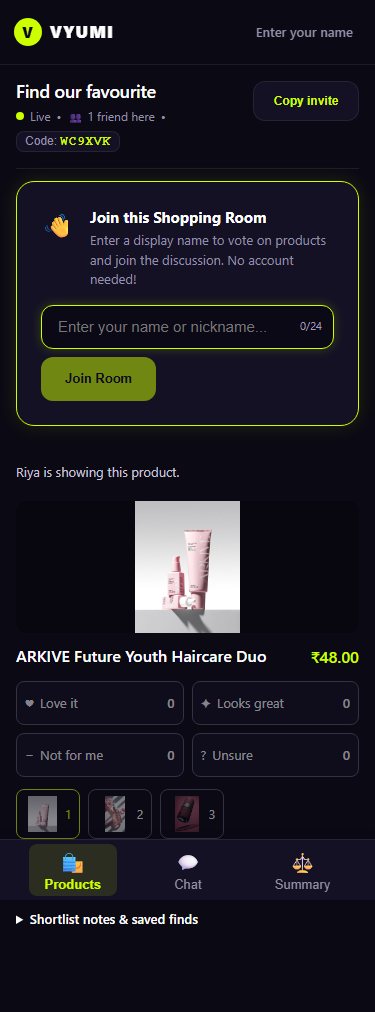 V VYUMI
Enter your name
Find our favourite
Live • 1 friend here •
Code: WC9XVK
Copy invite
Join this Shopping Room
Enter a display name to vote on products
and join the discussion. No account
needed!
Enter your name or nickname... 0/24
Join Room
Riya is showing this product.
ARKIVE Future Youth Haircare Duo ₹48.00
Love it 0
Looks great 0
Not for me 0
? Unsure 0
1 2 3
Products Chat Summary
Shortlist notes & saved finds